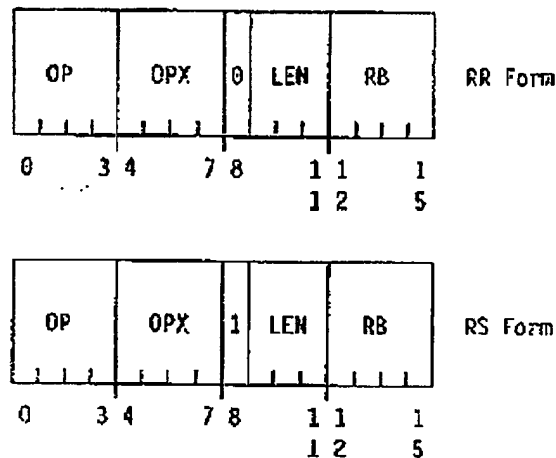 OP OPX 0 LEN RB RR Form
0 3 4 7 8 1 1 1
1 2 5
OP OPX 1 LEN RB RS Form
0 3 4 7 8 1 1 1
1 2 5